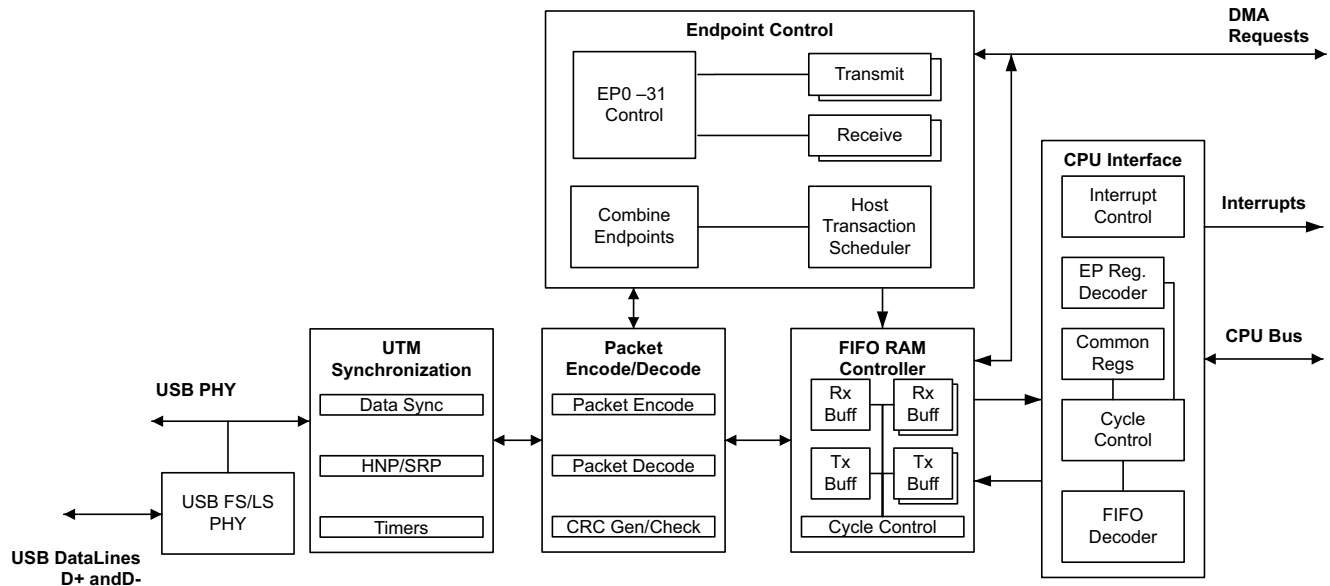 Endpoint Control
EP0 –31
Control
Transmit
Receive
Combine
Endpoints
Host
Transaction
Scheduler
DMA
Requests
CPU Interface
Interrupt
Control
Interrupts
EP Reg.
Decoder
Common
Regs
CPU Bus
Cycle
Control
FIFO
Decoder
UTM
Synchronization
Data Sync
HNP/SRP
Timers
Packet
Encode/Decode
Packet Encode
Packet Decode
CRC Gen/Check
FIFO RAM
Controller
Rx
Buff
Rx
Buff
Tx
Buff
Tx
Buff
Cycle Control
USB PHY
USB FS/LS
PHY
USB DataLines
D+ andD-